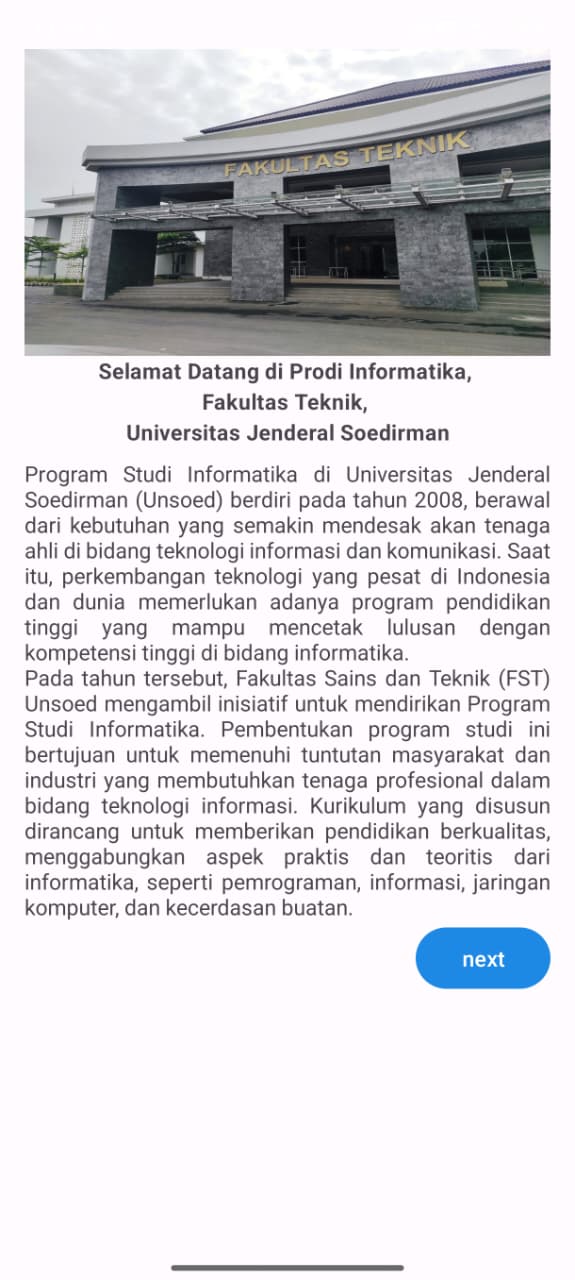 FAKULTAS TEKNIK
Selamat Datang di Prodi Informatika,
Fakultas Teknik,
Universitas Jenderal Soedirman
Program Studi Informatika di Universitas Jenderal
Soedirman (Unsoed) berdiri pada tahun 2008, berawal
dari kebutuhan yang semakin mendesak akan tenaga
ahli di bidang teknologi informasi dan komunikasi. Saat
itu, perkembangan teknologi yang pesat di Indonesia
dan dunia memerlukan adanya program pendidikan
tinggi yang mampu mencetak lulusan dengan
kompetensi tinggi di bidang informatika.
Pada tahun tersebut, Fakultas Sains dan Teknik (FST)
Unsoed mengambil inisiatif untuk mendirikan Program
Studi Informatika. Pembentukan program studi ini
bertujuan untuk memenuhi tuntutan masyarakat dan
industri yang membutuhkan tenaga profesional dalam
bidang teknologi informasi. Kurikulum yang disusun
dirancang untuk memberikan pendidikan berkualitas,
menggabungkan aspek praktis dan teoritis dari
informatika, seperti pemrograman, informasi, jaringan
komputer, dan kecerdasan buatan.
next